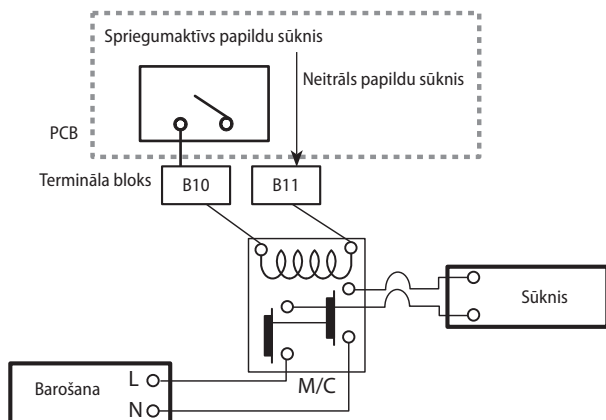 Spriegumaktīvs papildu sūknis
Neitrāls papildu sūknis
PCB
Termināla bloks
B10
B11
Sūknis
M/C
Barošana
L
N